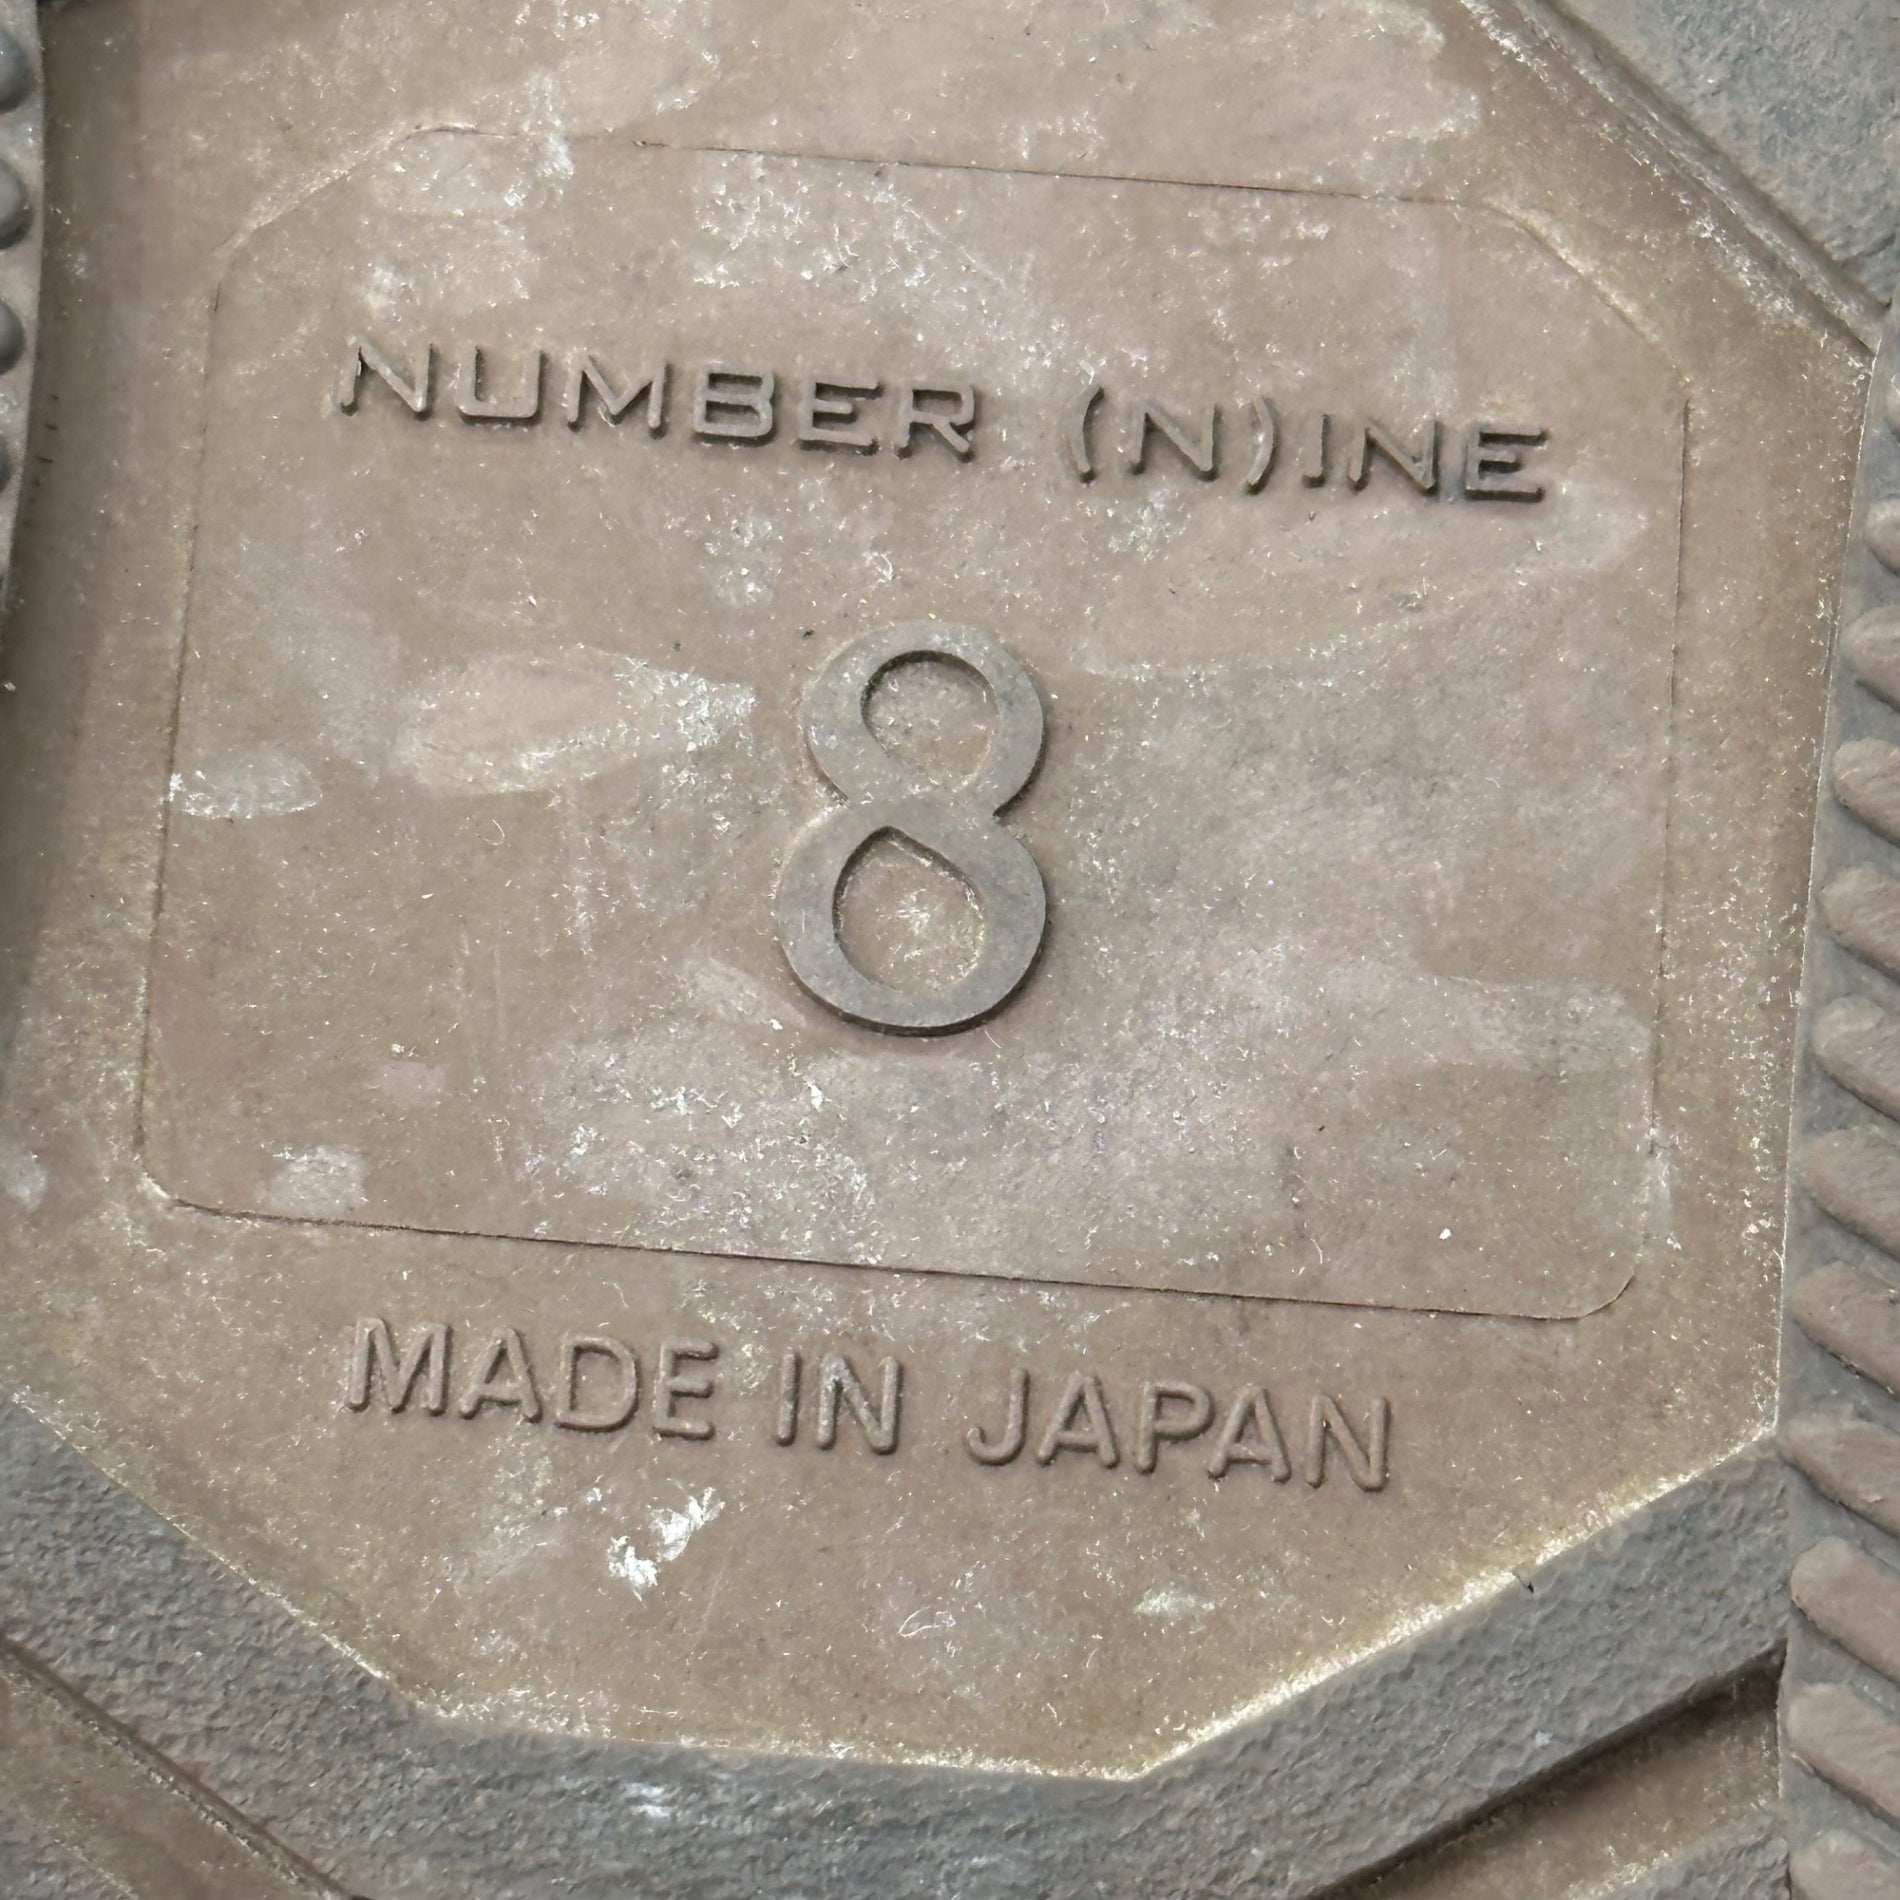 NUMBER (N)INE
8
MADE IN JAPAN